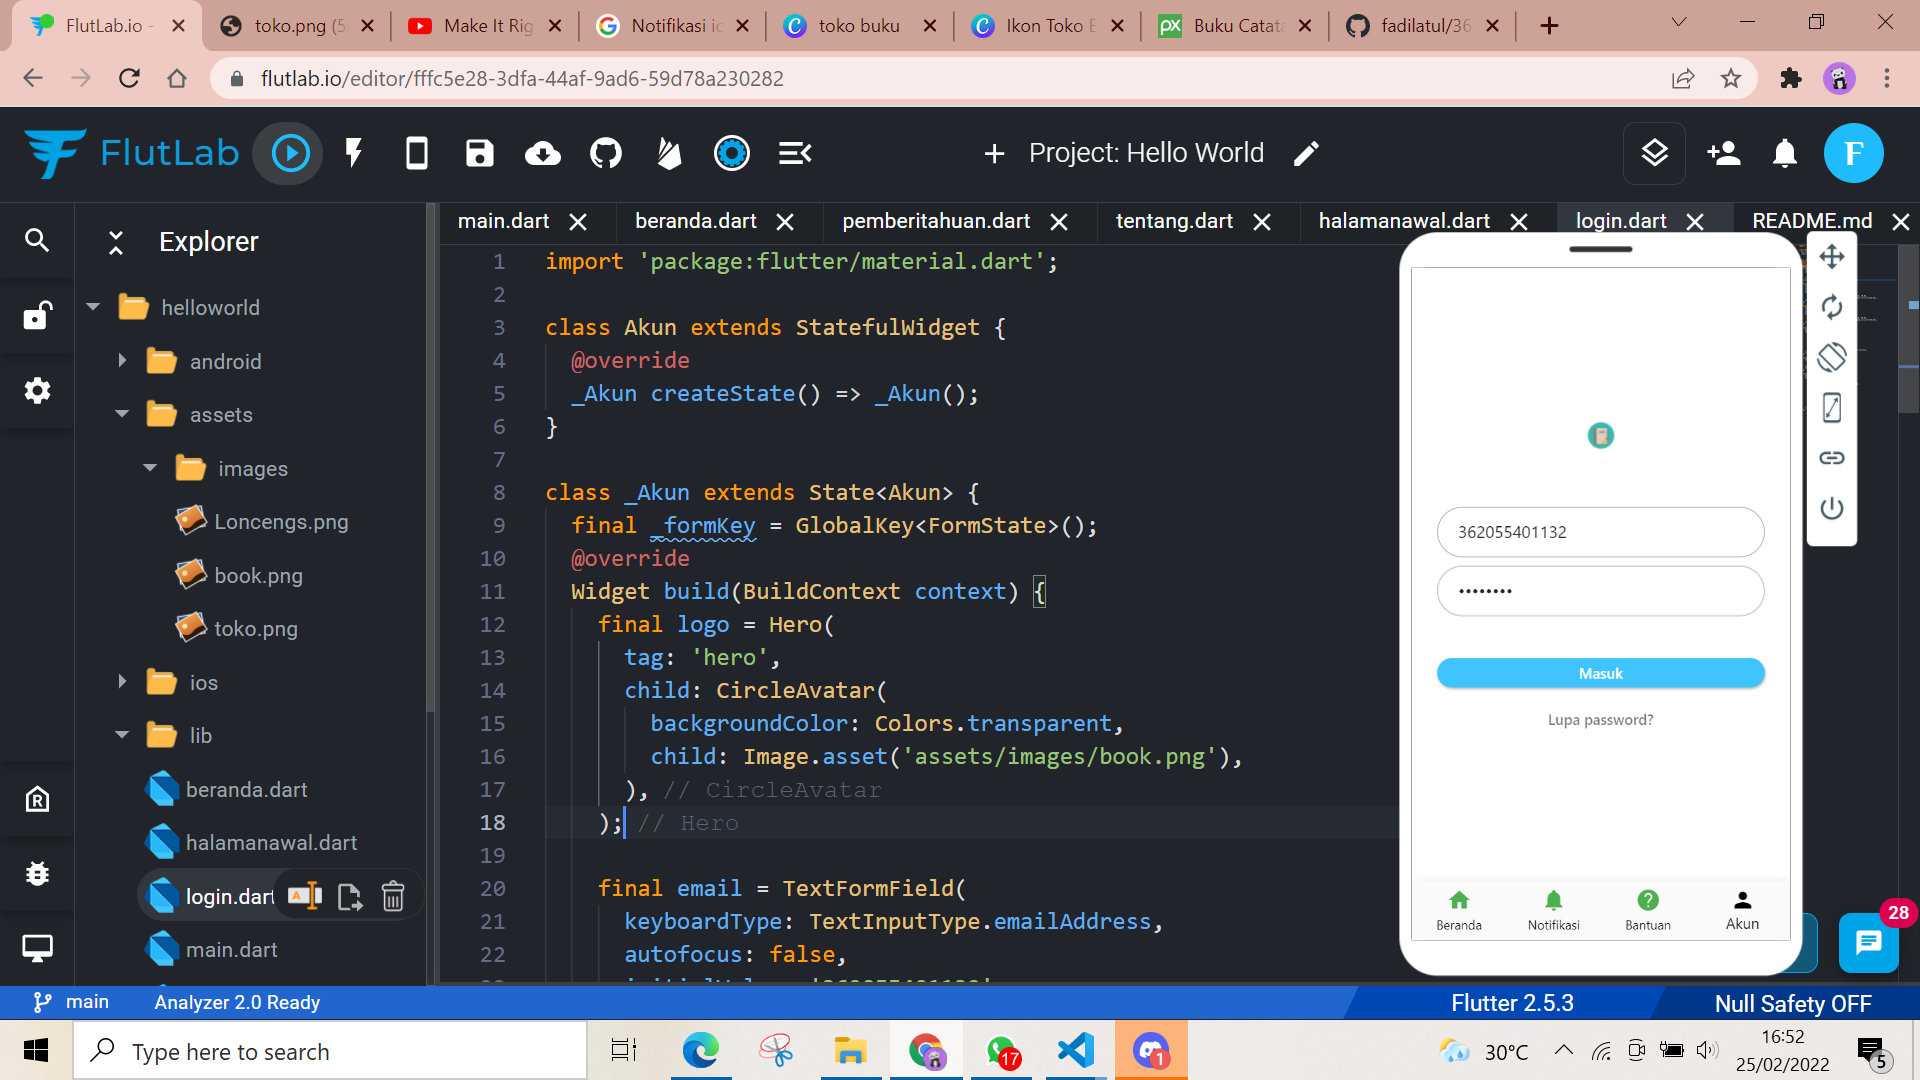 FlutLab.io -
toko.png (5
Make It Rig
Notifikasi ic
toko buku
Ikon Toko B
Buku Catata
fadilatul/36
flutlab.io/editor/fffc5e28-3dfa-44af-9ad6-59d78a230282
FlutLab
Project: Hello World
F
Explorer
helloworld
android
assets
images
Loncengs.png
book.png
toko.png
ios
lib
beranda.dart
halamanawal.dart
login.dart
main.dart
main.dart
beranda.dart
pemberitahuan.dart
tentang.dart
halamanawal.dart
login.dart
README.md
1 import 'package:flutter/material.dart';
2
3 class Akun extends StatefulWidget {
4 @override
5 _Akun createState() => _Akun();
6 }
7
8 class _Akun extends State<Akun> {
9 final _formKey = GlobalKey<FormState>();
10 @override
11 Widget build(BuildContext context) {
12 final logo = Hero(
13 tag: 'hero',
14 child: CircleAvatar(
15 backgroundColor: Colors.transparent,
16 child: Image.asset('assets/images/book.png'),
17 ), // CircleAvatar
18 ); // Hero
19
20 final email = TextFormField(
21 keyboardType: TextInputType.emailAddress,
22 autofocus: false,
362055401132
••••••••
Masuk
Lupa password?
Beranda
Notifikasi
Bantuan
Akun
28
main
Analyzer 2.0 Ready
Flutter 2.5.3
Null Safety OFF
Type here to search
17
1
30°C
16:52
25/02/2022
5